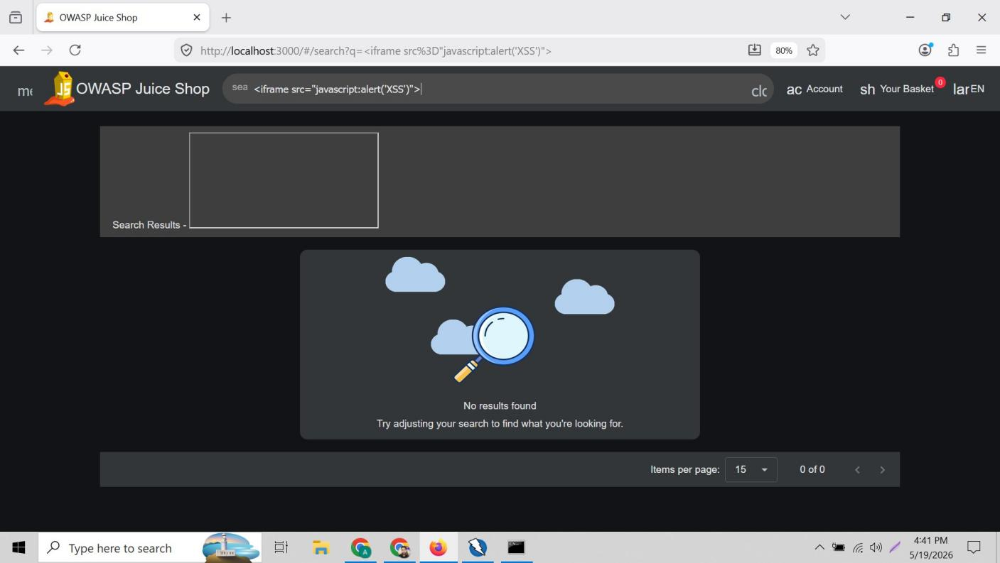 OWASP Juice Shop
http://localhost:3000/#/search?q=<iframe src%3D"javascript:alert('XSS')">
80%
me
JS
OWASP Juice Shop
sea
<iframe src="javascript:alert('XSS')">
clo
ac Account
sh Your Basket
0
lar EN
Search Results -
No results found
Try adjusting your search to find what you're looking for.
Items per page:
15
0 of 0
Type here to search
A
4:41 PM
5/19/2026